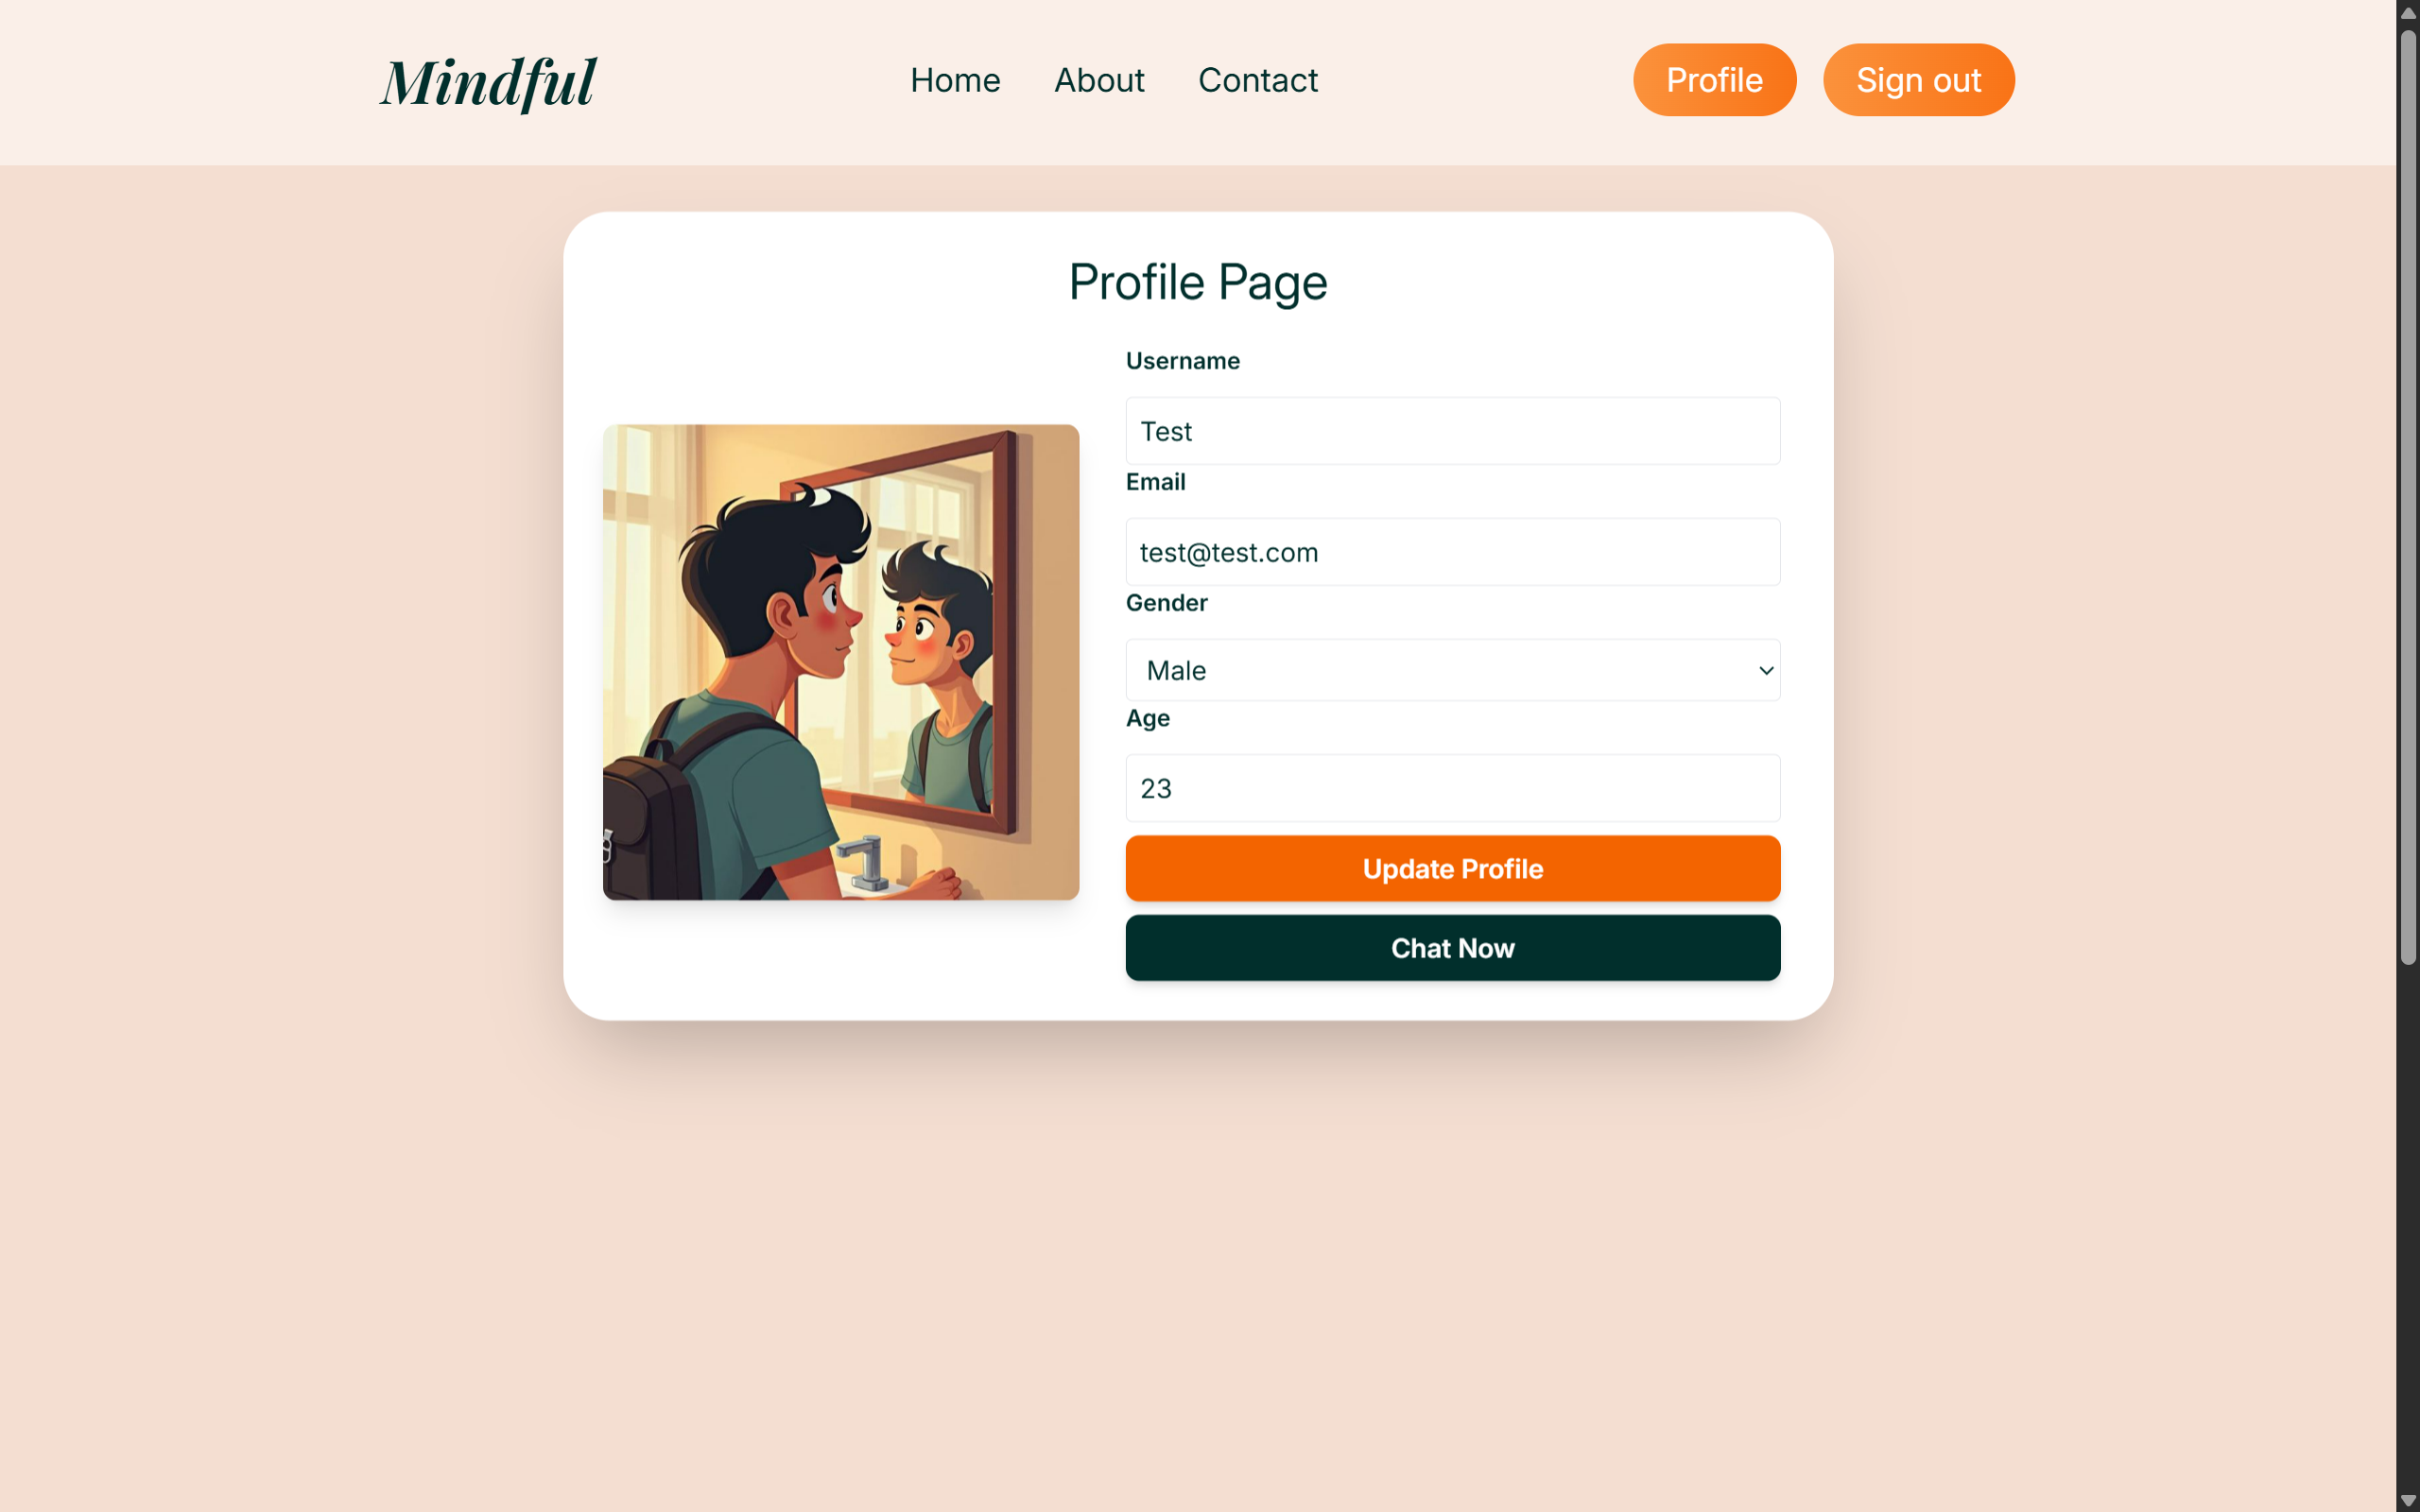 Mindful
Home About Contact
Profile Sign out
Profile Page
Username
Test
Email
test@test.com
Gender
Male
Age
23
Update Profile
Chat Now